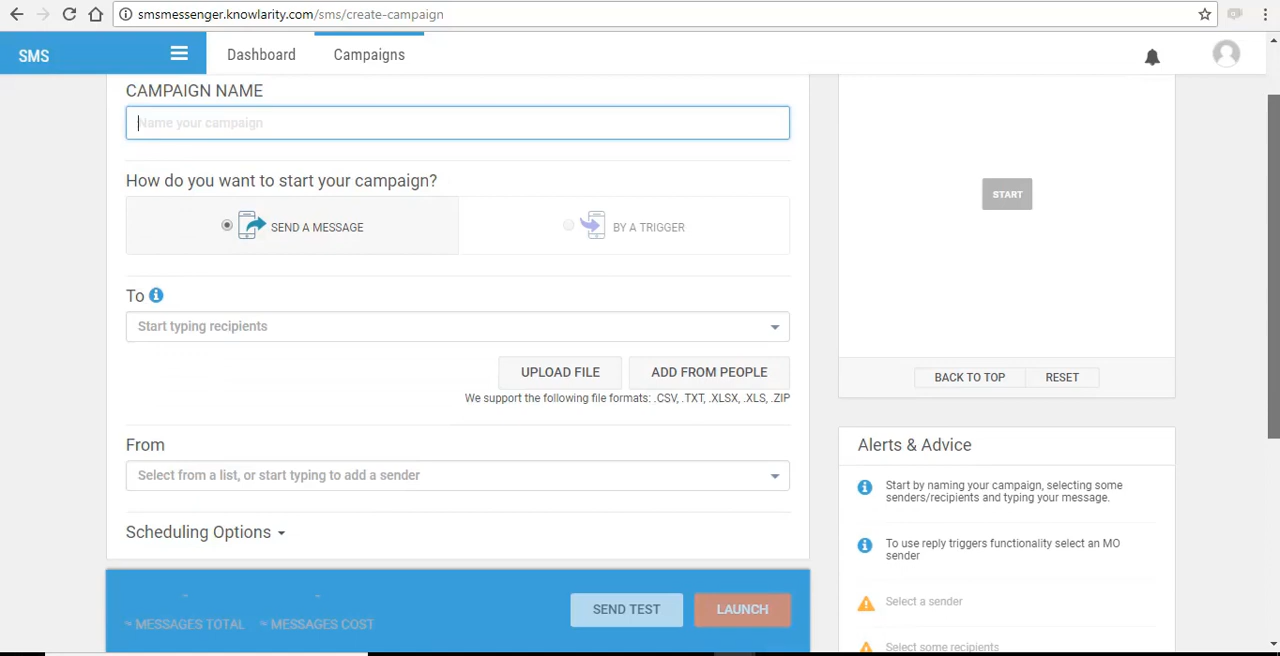 smsmessenger.knowlarity.com/sms/create-campaign
SMS
Dashboard
Campaigns
CAMPAIGN NAME
Name your campaign
How do you want to start your campaign?
SEND A MESSAGE
BY A TRIGGER
To
Start typing recipients
UPLOAD FILE
ADD FROM PEOPLE
We support the following file formats: .CSV, .TXT, .XLSX, .XLS, .ZIP
From
Select from a list, or start typing to add a sender
Scheduling Options
~ MESSAGES TOTAL
~ MESSAGES COST
SEND TEST
LAUNCH
START
BACK TO TOP
RESET
Alerts & Advice
Start by naming your campaign, selecting some
senders/recipients and typing your message.
To use reply triggers functionality select an MO
sender
Select a sender
Select some recipients